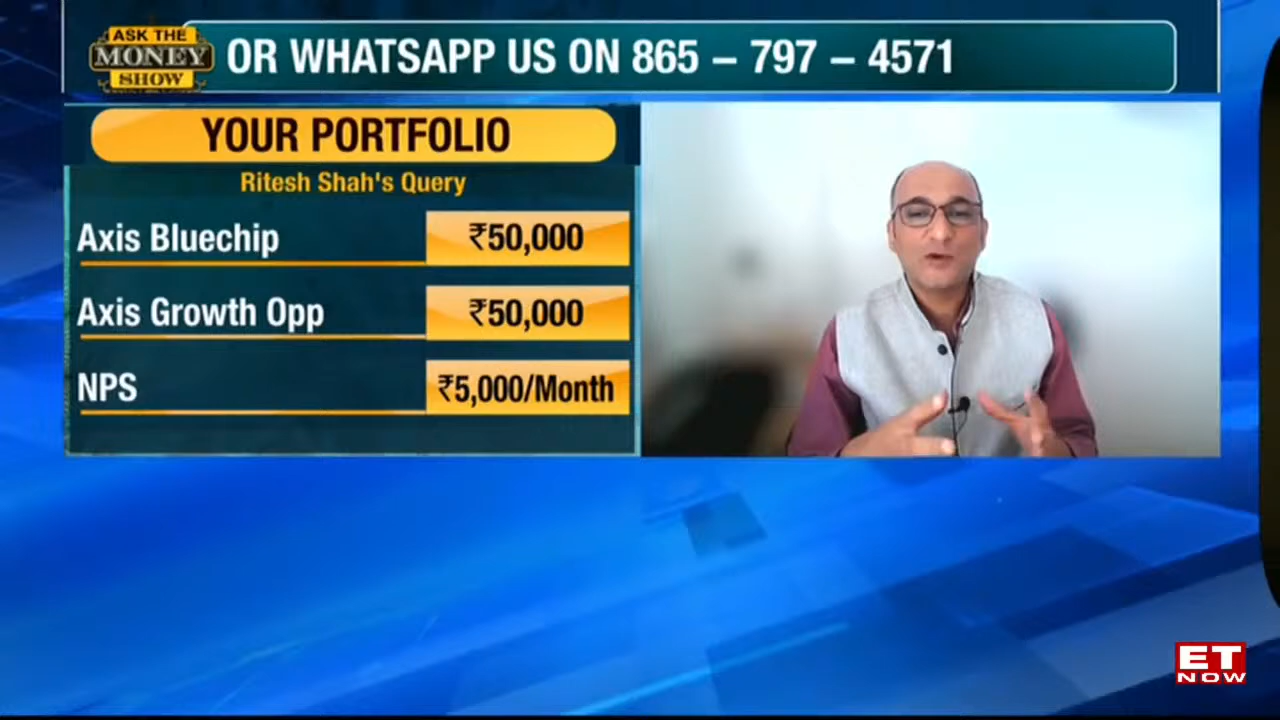 ASK THE
MONEY
SHOW
OR WHATSAPP US ON 865 – 797 – 4571
YOUR PORTFOLIO
Ritesh Shah's Query
Axis Bluechip ₹50,000
Axis Growth Opp ₹50,000
NPS ₹5,000/Month
ET
NOW